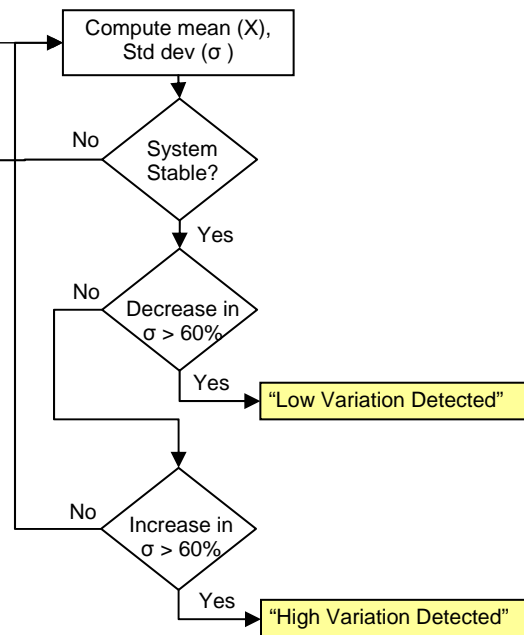 Compute mean (X),
Std dev (σ )
No
System
Stable?
Yes
No
Decrease in
σ > 60%
Yes
“Low Variation Detected”
No
Increase in
σ > 60%
Yes
“High Variation Detected”